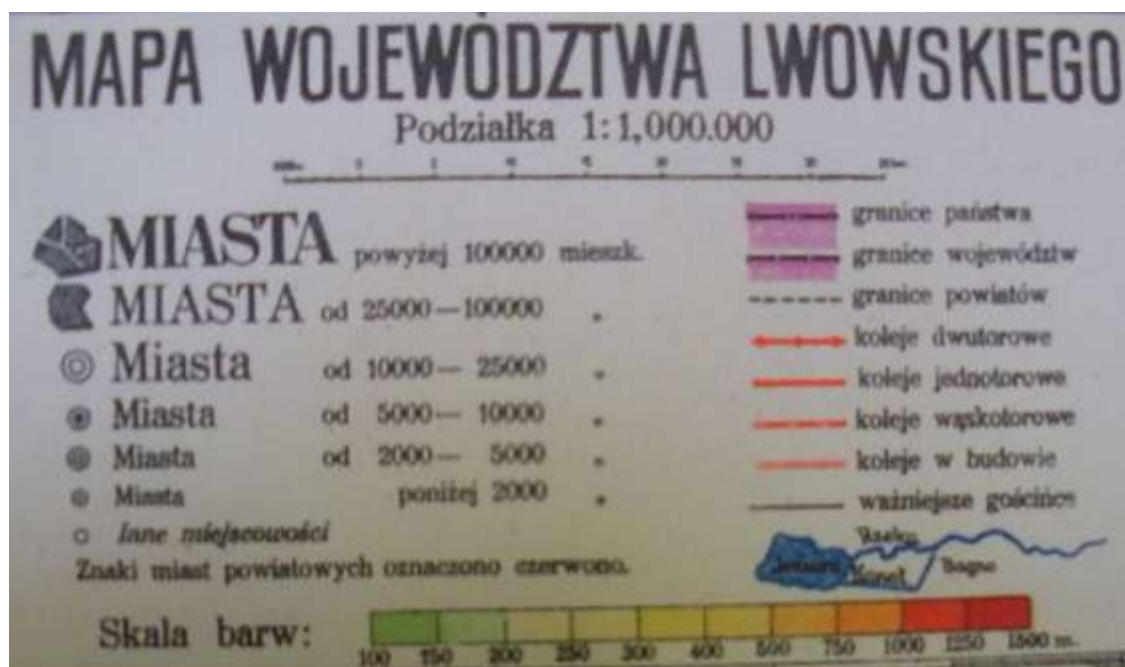 MAPA WOJEWÓDZTWA LWOWSKIEGO
Podziałka 1:1,000.000
MIASTA powyżej 100000 mieszk.
MIASTA od 25000—100000 „
Miasta od 10000— 25000 „
Miasta od 5000— 10000 „
Miasta od 2000— 5000 „
Miasta poniżej 2000 „
Inne miejscowości
Znaki miast powiatowych oznaczono czerwono.
granice państwa
granice województw
granice powiatów
koleje dwutorowe
koleje jednotorowe
koleje wąskotorowe
koleje w budowie
ważniejsze gościńce
Rzeka
Jezioro Kanał Bagno
Skala barw:
100 150 200 250 300 400 500 750 1000 1250 1500 m.